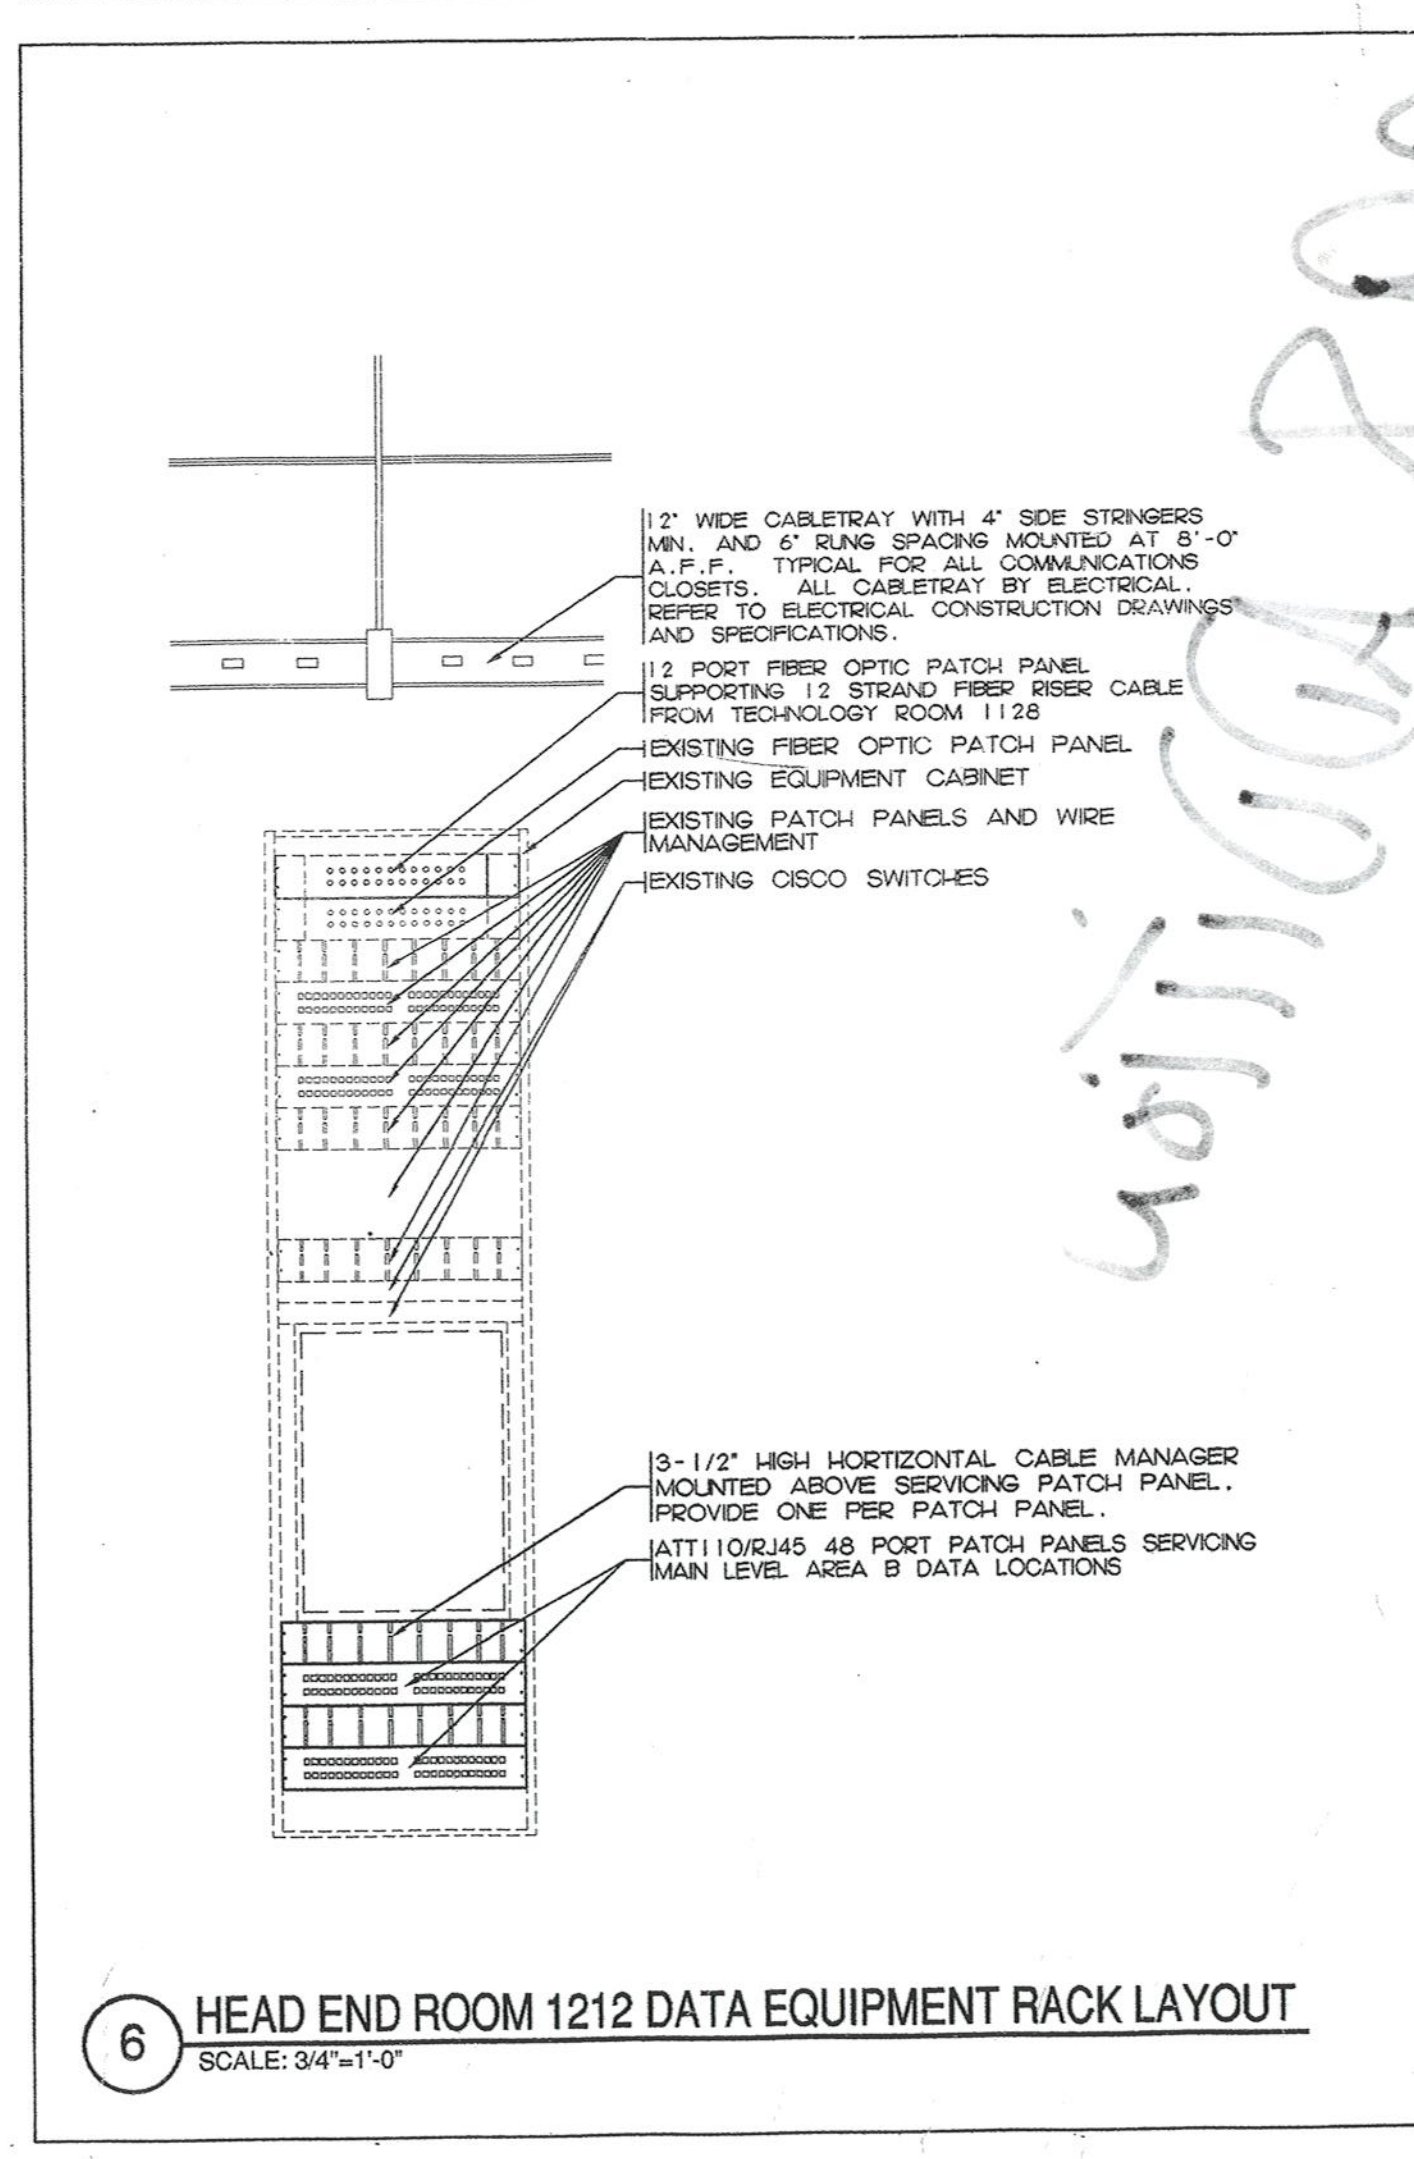 12" WIDE CABLETRAY WITH 4" SIDE STRINGERS
MIN. AND 6" RUNG SPACING MOUNTED AT 8'-0"
A.F.F. TYPICAL FOR ALL COMMUNICATIONS
CLOSETS. ALL CABLETRAY BY ELECTRICAL.
REFER TO ELECTRICAL CONSTRUCTION DRAWINGS
AND SPECIFICATIONS.
12 PORT FIBER OPTIC PATCH PANEL
SUPPORTING 12 STRAND FIBER RISER CABLE
FROM TECHNOLOGY ROOM 1128
EXISTING FIBER OPTIC PATCH PANEL
EXISTING EQUIPMENT CABINET
EXISTING PATCH PANELS AND WIRE
MANAGEMENT
EXISTING CISCO SWITCHES
3-1/2" HIGH HORTIZONTAL CABLE MANAGER
MOUNTED ABOVE SERVICING PATCH PANEL.
PROVIDE ONE PER PATCH PANEL.
ATT110/RJ45 48 PORT PATCH PANELS SERVICING
MAIN LEVEL AREA B DATA LOCATIONS
6
HEAD END ROOM 1212 DATA EQUIPMENT RACK LAYOUT
SCALE: 3/4"=1'-0"